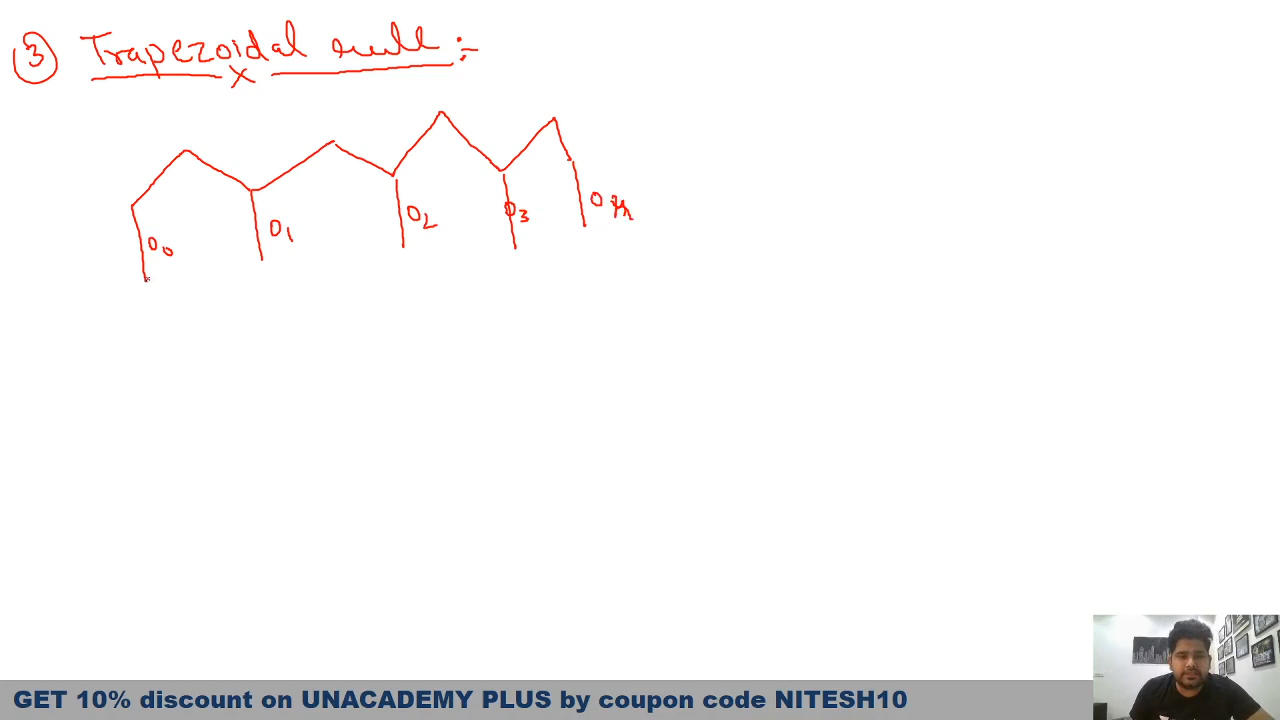 ③ Trapezoidal rule :-
O₀ O₁ O₂ O₃ Oₙ
GET 10% discount on UNACADEMY PLUS by coupon code NITESH10